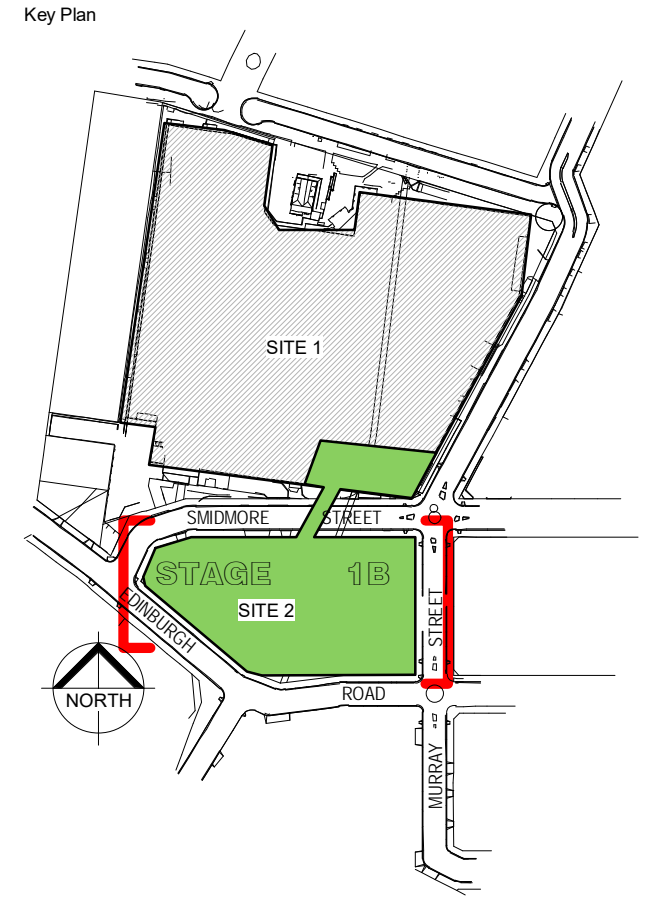 Key Plan
SITE 1
SMIDMORE STREET
STAGE 1B
SITE 2
EDINBURGH
STREET
NORTH
ROAD
MURRAY